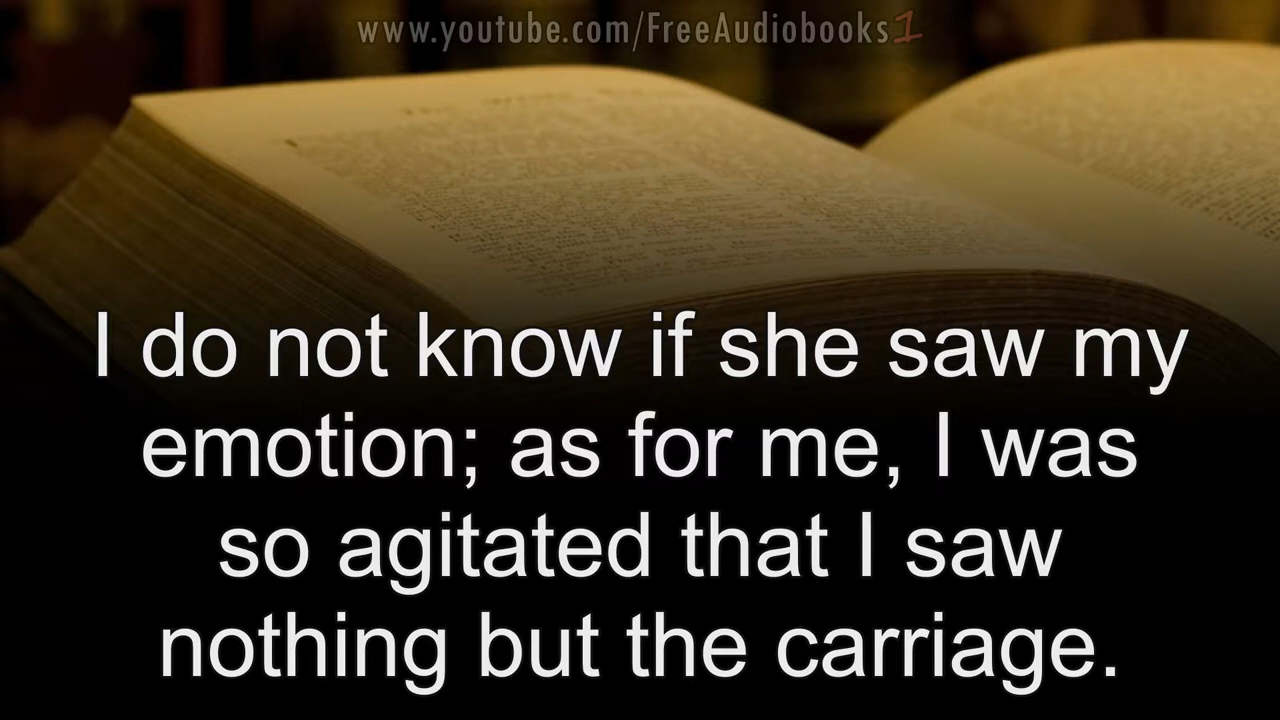 www.youtube.com/FreeAudiobooks1
I do not know if she saw my
emotion; as for me, I was
so agitated that I saw
nothing but the carriage.